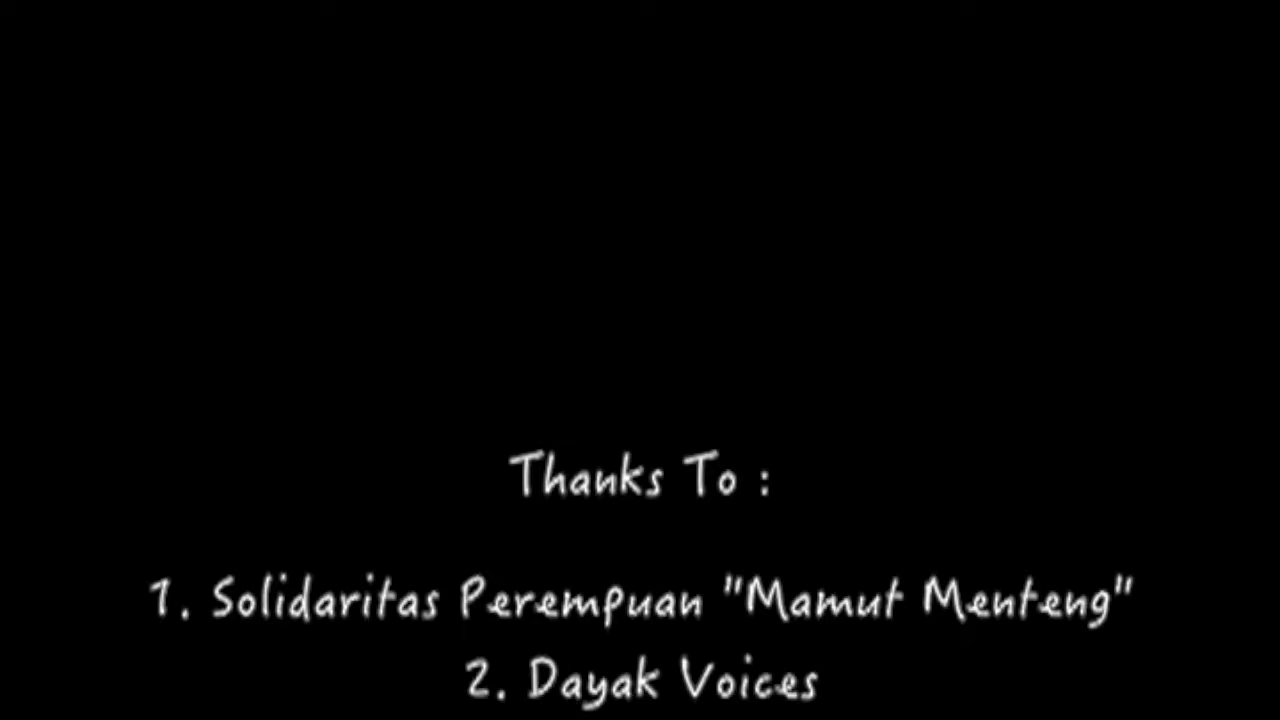 Thanks To :
1. Solidaritas Perempuan "Mamut Menteng"
2. Dayak Voices